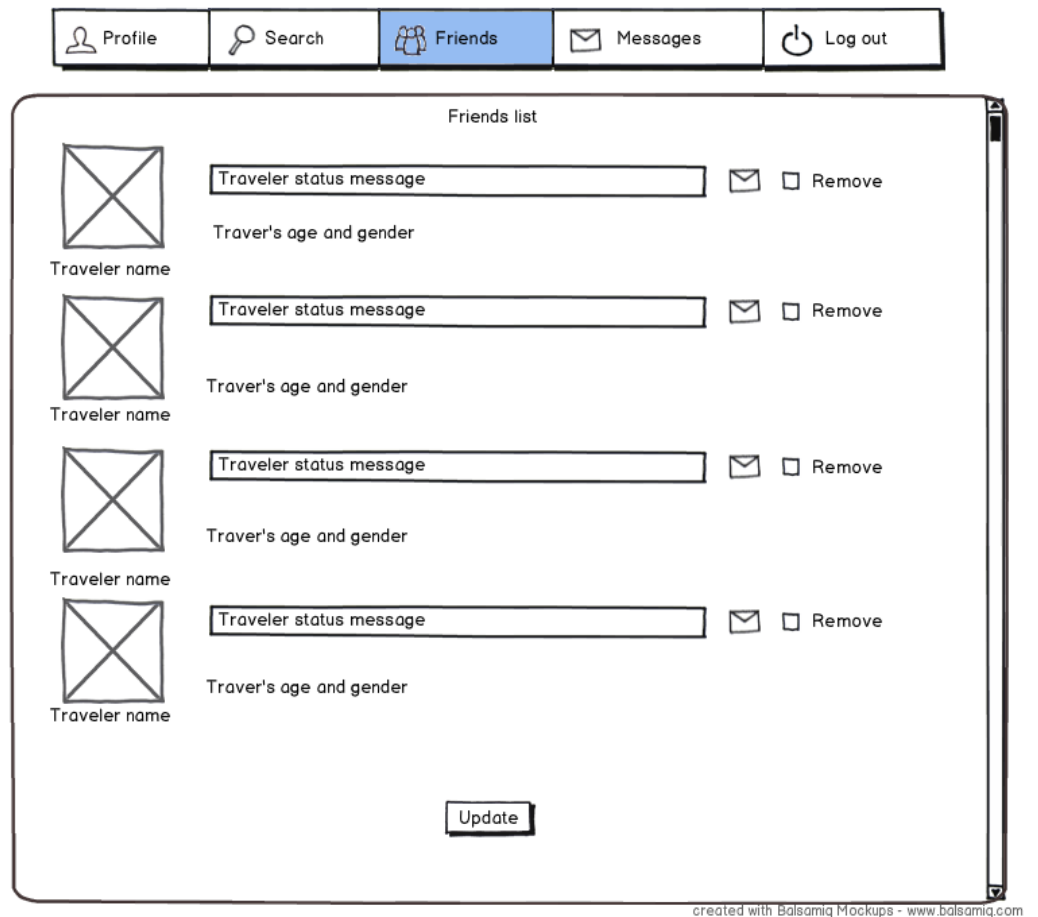 Profile Search Friends Messages Log out
Friends list
Traveler status message Remove
Traver's age and gender
Traveler name
Traveler status message Remove
Traver's age and gender
Traveler name
Traveler status message Remove
Traver's age and gender
Traveler name
Traveler status message Remove
Traver's age and gender
Traveler name
Update
created with Balsamiq Mockups - www.balsamiq.com